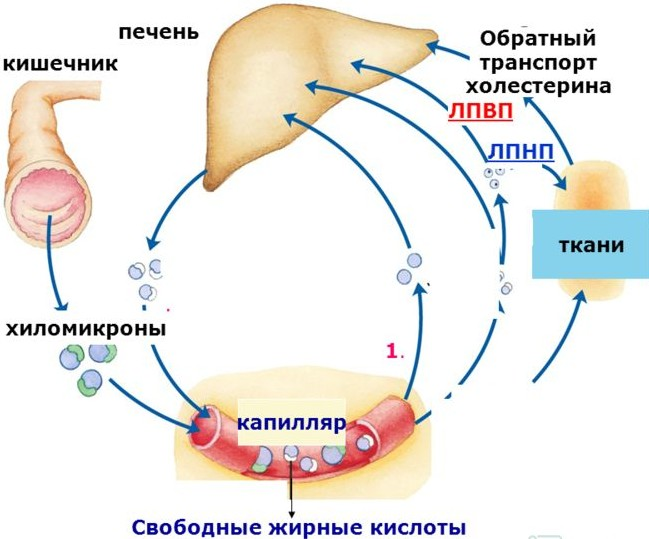 печень
кишечник
Обратный
транспорт
холестерина
ЛПВП
ЛПНП
ткани
хиломикроны
1.
капилляр
Свободные жирные кислоты